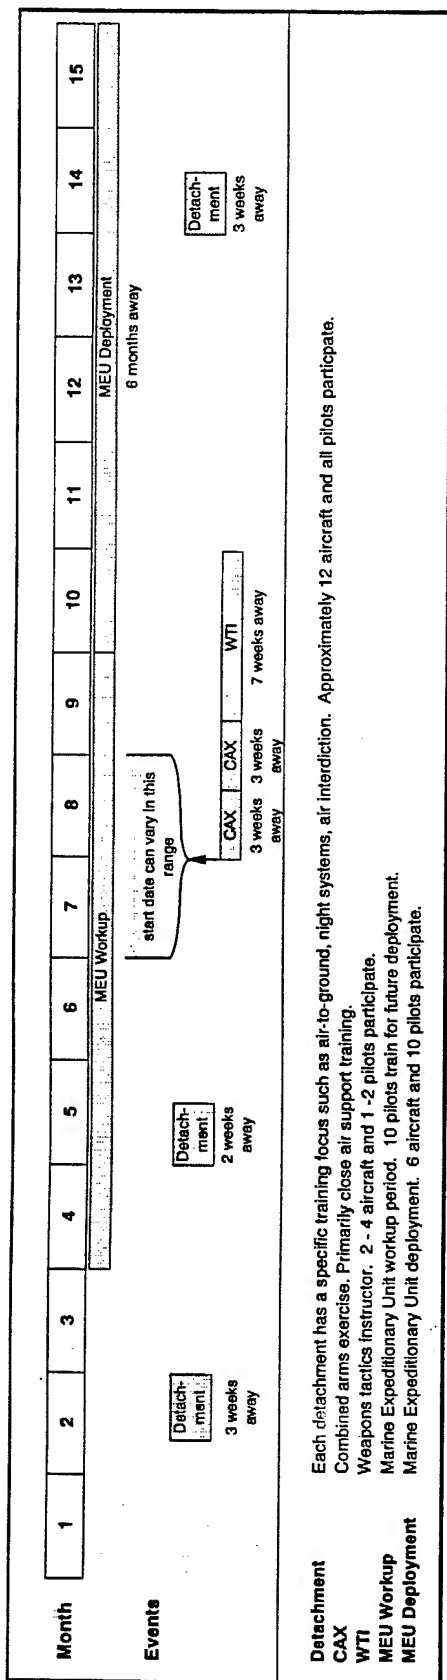 Month
1 2 3 4 5 6 7 8 9 10 11 12 13 14 15
MEU Workup
MEU Deployment
6 months away
Events
Detach-
ment
3 weeks
away
Detach-
ment
2 weeks
away
start date can vary in this
range
CAX
3 weeks
away
CAX
3 weeks
away
WTI
7 weeks away
Detach-
ment
3 weeks
away
Detachment Each detachment has a specific training focus such as air-to-ground, night systems, air interdiction. Approximately 12 aircraft and all pilots particpate.
CAX Combined arms exercise. Primarily close air support training.
WTI Weapons tactics instructor. 2 - 4 aircraft and 1 -2 pilots participate.
MEU Workup Marine Expeditionary Unit workup period. 10 pilots train for future deployment.
MEU Deployment Marine Expeditionary Unit deployment. 6 aircraft and 10 pilots participate.